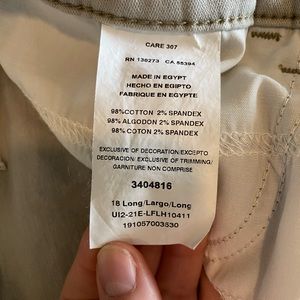 CARE 307
RN 130273 CA 55394
MADE IN EGYPT
HECHO EN EGIPTO
FABRIQUE EN EGYPTE
98%COTTON 2% SPANDEX
98% ALGODON 2% SPANDEX
98% COTON 2% SPANDEX
EXCLUSIVE OF DECORATION/EXCEPTO
DECORACION/EXCLUSIVE OF TRIMMING/
GARNITURE NON COMPRISE
3404816
18 Long/Largo/Long
UI2-21E-LFLH10411
191057003530